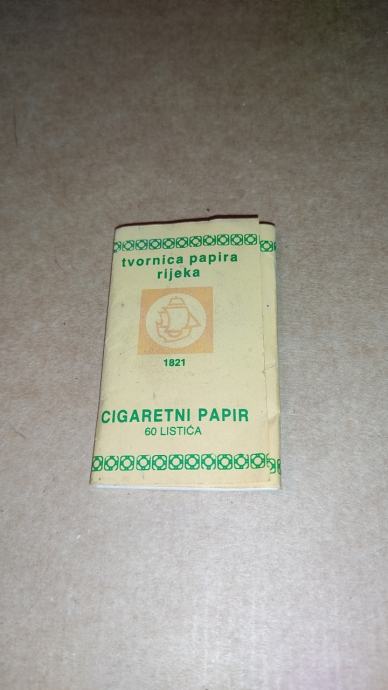 tvornica papira
rijeka
1821
CIGARETNI PAPIR
60 LISTIĆA